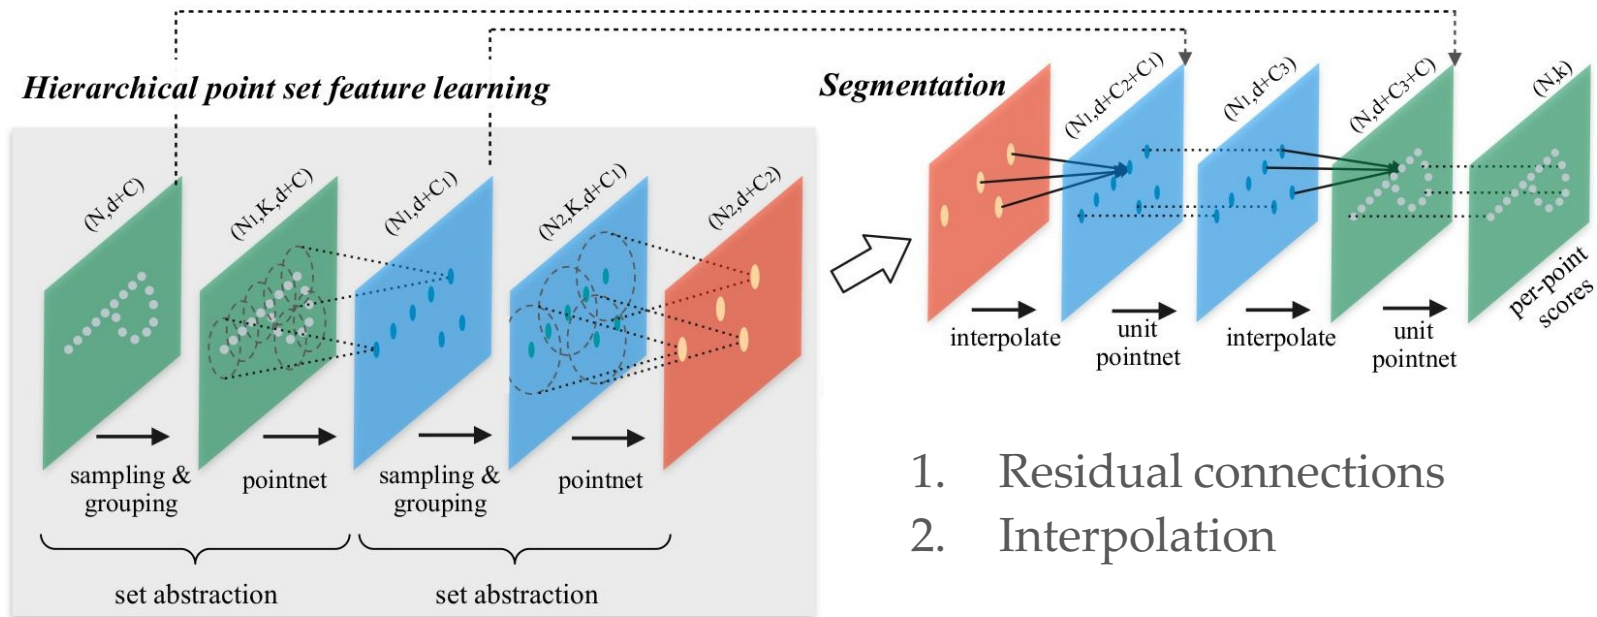 Hierarchical point set feature learning
(N,d+C)
(N1,K,d+C)
(N1,d+C1)
(N2,K,d+C1)
(N2,d+C2)
sampling &
grouping
pointnet
sampling &
grouping
pointnet
set abstraction
set abstraction
Segmentation
(N1,d+C2+C1)
(N1,d+C3)
(N,d+C3+C)
(N,k)
interpolate
unit
pointnet
interpolate
unit
pointnet
per-point
scores
1. Residual connections
2. Interpolation